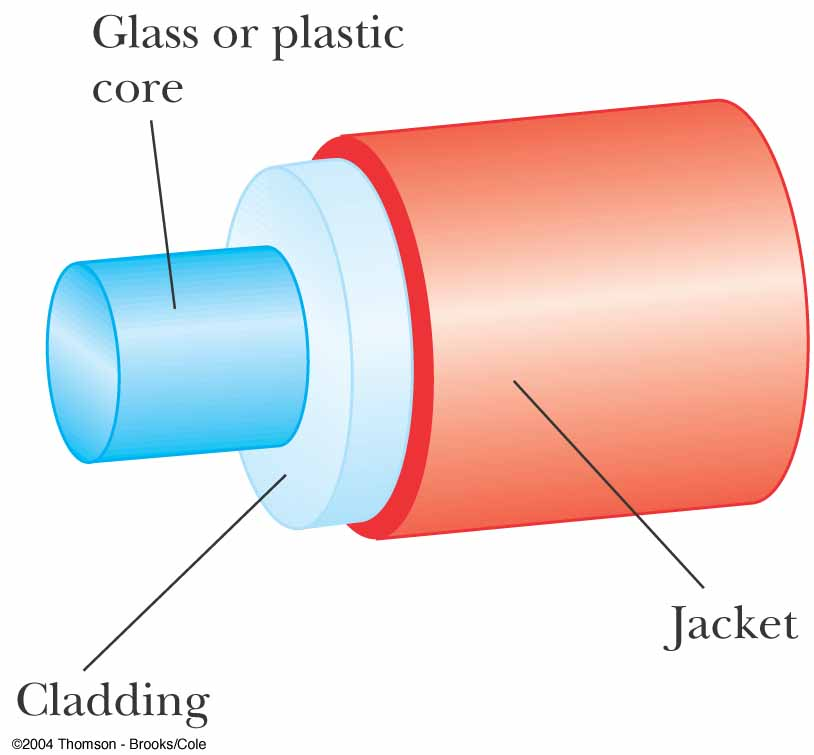 Glass or plastic
core
Jacket
Cladding
©2004 Thomson - Brooks/Cole